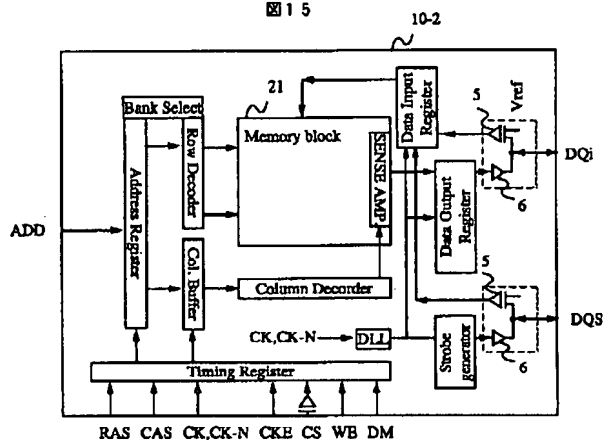 図15
10-2
21
Bank Select
Address Register
Row Decoder
Col. Buffer
Memory block
SENSE AMP
Column Decorder
Data Input Register
Data Output Register
5
Vref
DQi
6
ADD
CK,CK-N
DLL
Strobe generator
5
DQS
6
Timing Register
RAS CAS CK,CK-N CKE CS WE DM